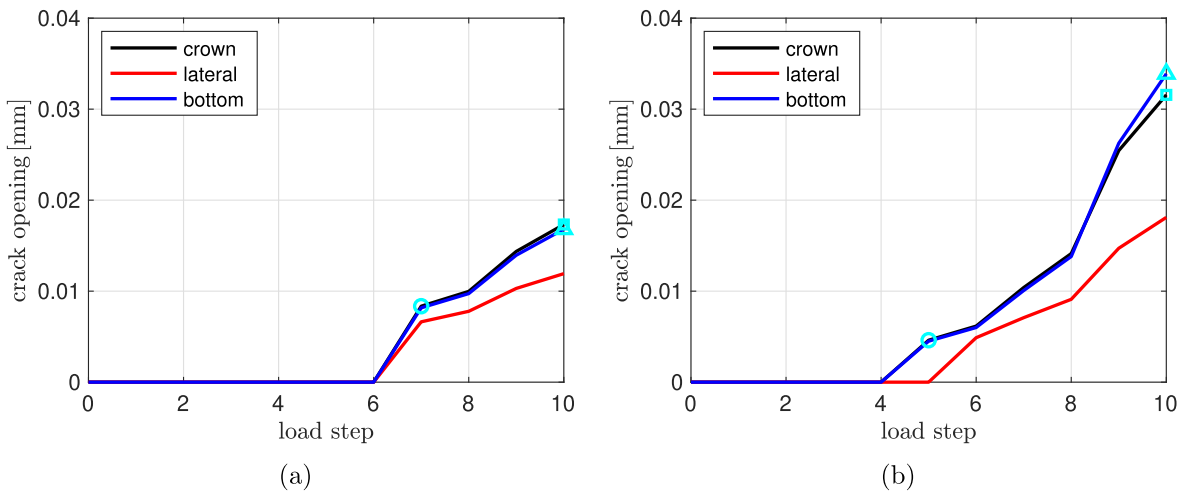 0.04
0.03
0.02
0.01
0
crack opening [mm]
crown
lateral
bottom
0 2 4 6 8 10
load step
(a)
0.04
0.03
0.02
0.01
0
crack opening [mm]
crown
lateral
bottom
0 2 4 6 8 10
load step
(b)